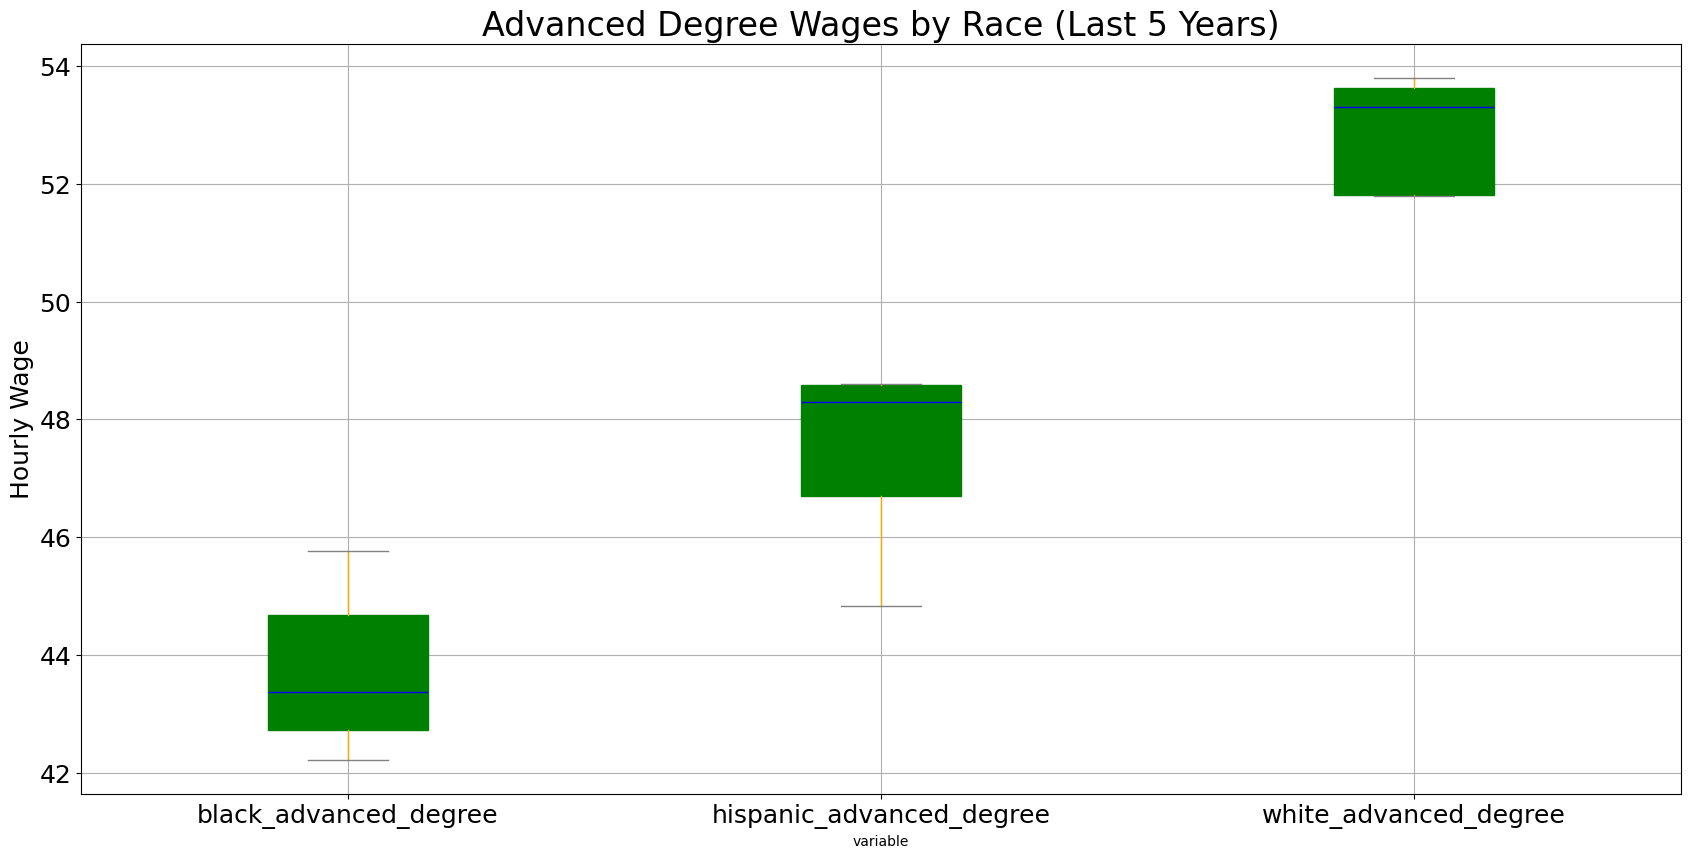 Advanced Degree Wages by Race (Last 5 Years)
54
52
50
48
46
44
42
Hourly Wage
black_advanced_degree
hispanic_advanced_degree
white_advanced_degree
variable